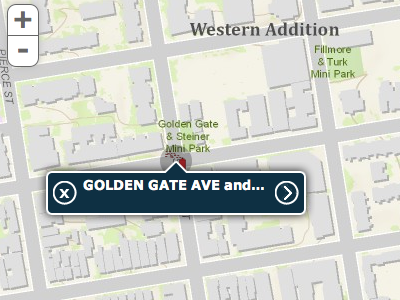 +
Western Addition
-
Fillmore
& Turk
Mini Park
PIERCE ST
Golden Gate
& Steiner
Mini Park
x GOLDEN GATE AVE and...